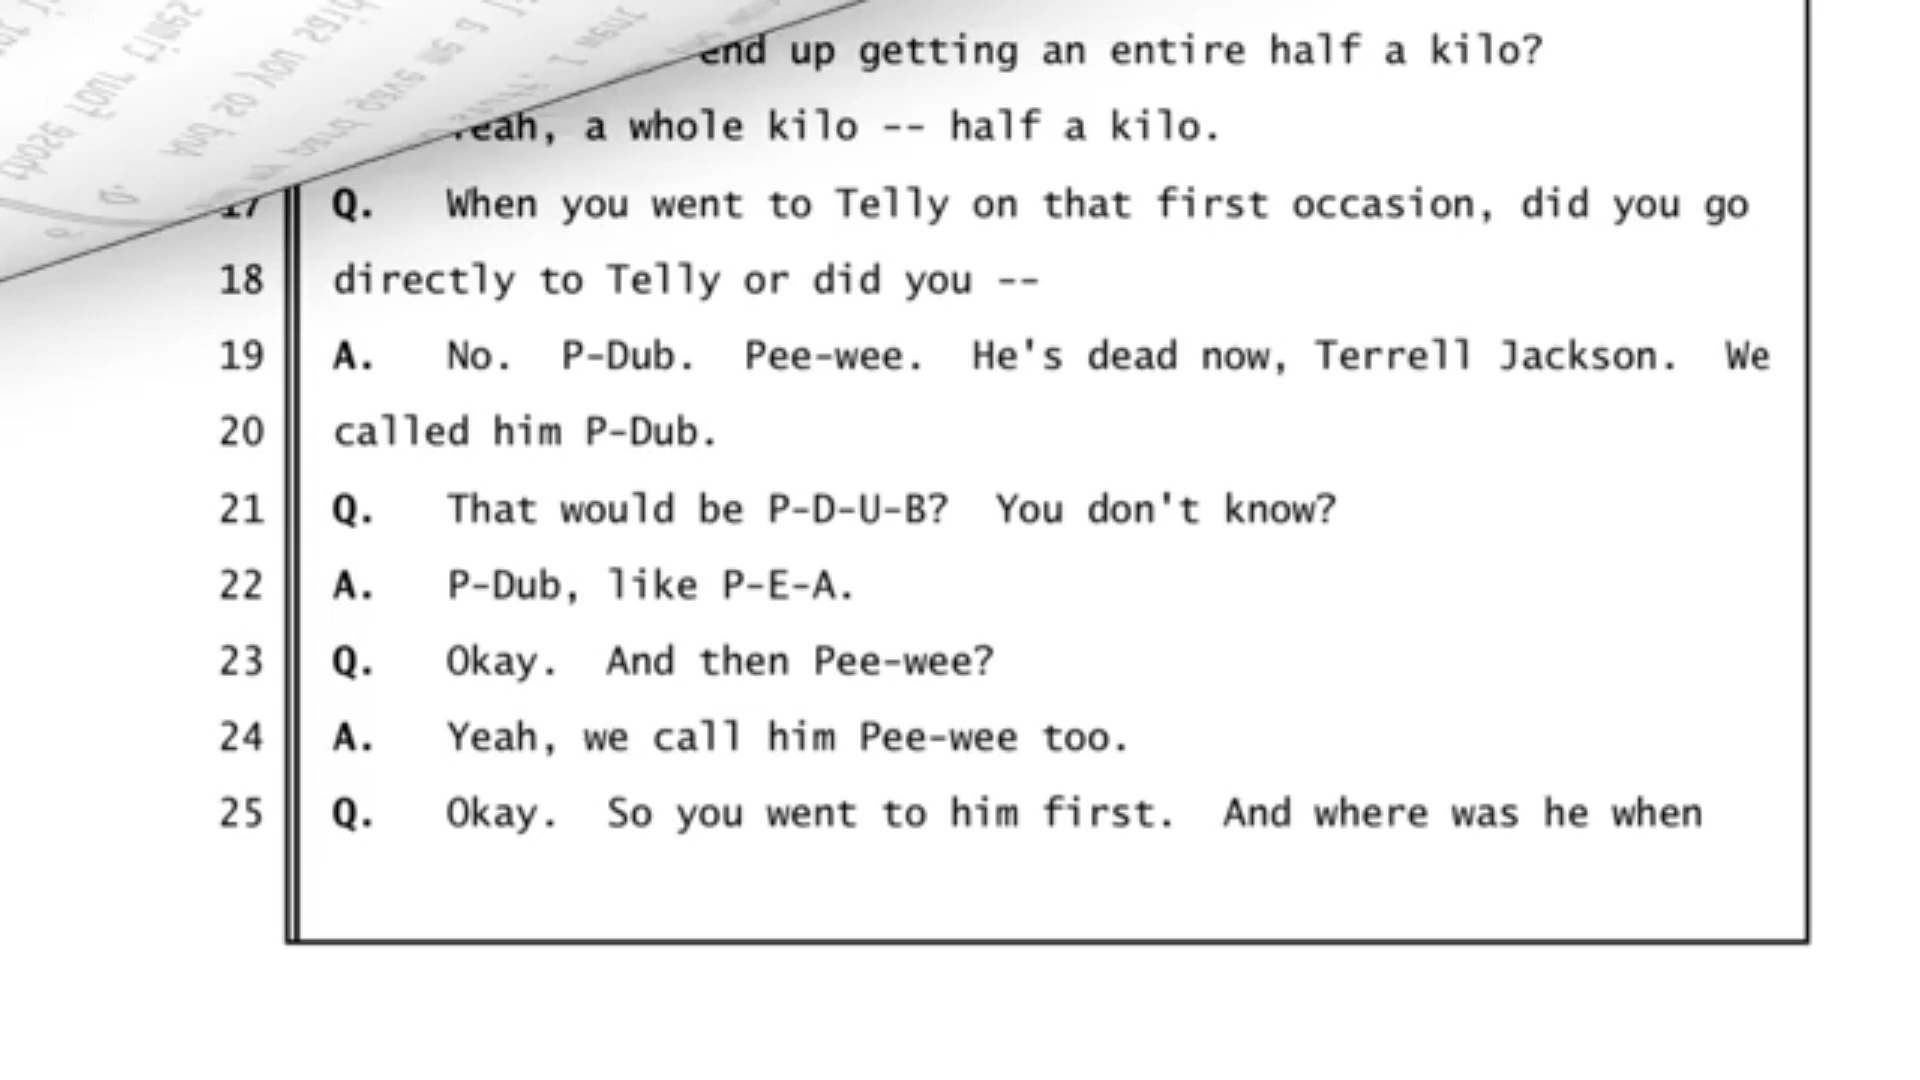 end up getting an entire half a kilo?
Yeah, a whole kilo -- half a kilo.
17 Q. When you went to Telly on that first occasion, did you go
18 directly to Telly or did you --
19 A. No. P-Dub. Pee-wee. He's dead now, Terrell Jackson. We
20 called him P-Dub.
21 Q. That would be P-D-U-B? You don't know?
22 A. P-Dub, like P-E-A.
23 Q. Okay. And then Pee-wee?
24 A. Yeah, we call him Pee-wee too.
25 Q. Okay. So you went to him first. And where was he when